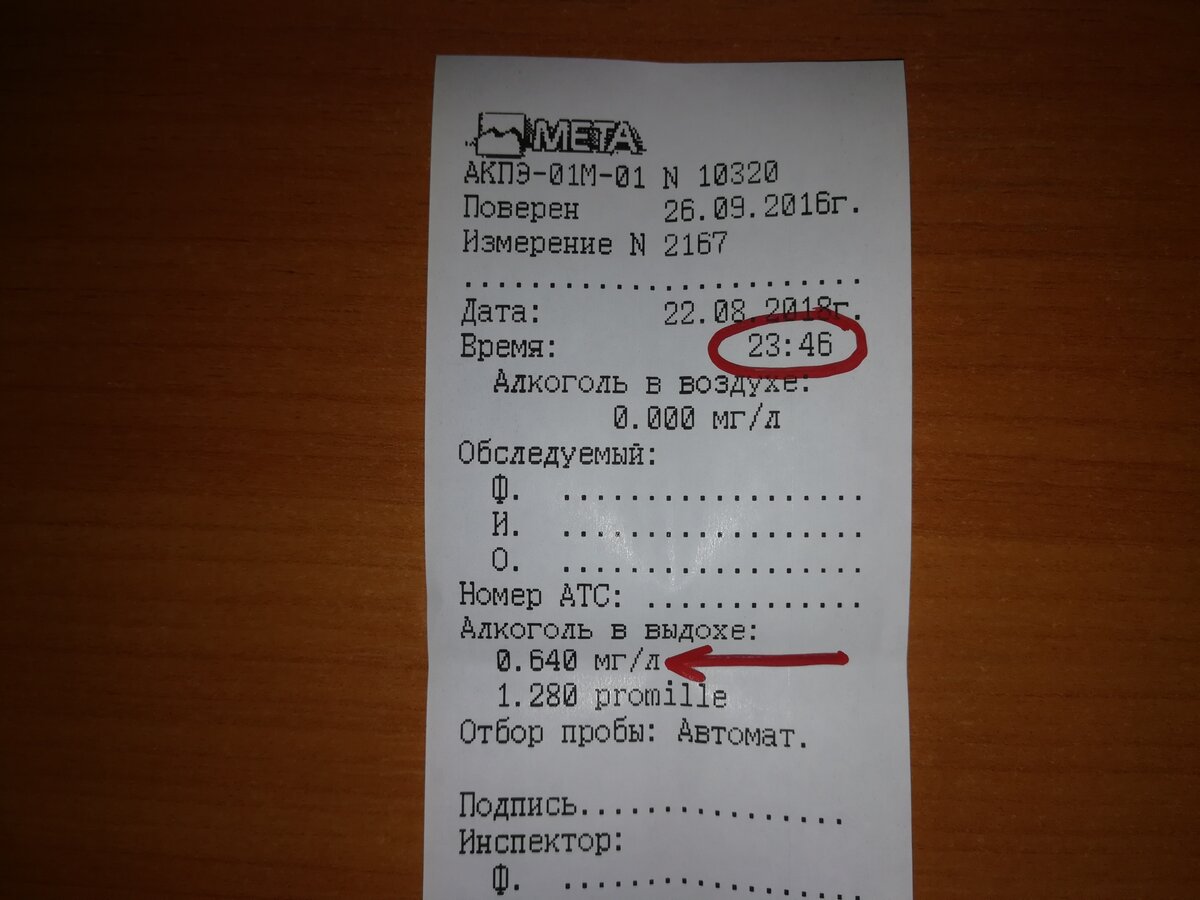 МЕТА
АКПЭ-01М-01 N 10320
Поверен 26.09.2016г.
Измерение N 2167
................................
Дата: 22.08.2018г.
Время: 23:46
Алкоголь в воздухе:
0.000 мг/л
Обследуемый:
Ф. ..................
И. ..................
О. ..................
Номер АТС: .............
Алкоголь в выдохе:
0.640 мг/л
1.280 promille
Отбор пробы: Автомат.
Подпись................
Инспектор:
Ф. ..................